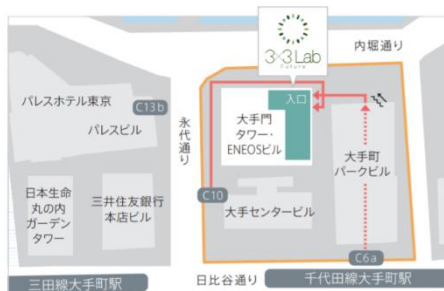 3×3 Lab
Future
内堀通り
パレスホテル東京
C13b
パレスビル
永代通り
入口
大手門
タワー・
ENEOSビル
大手町
パークビル
日本生命
丸の内
ガーデン
タワー
三井住友銀行
本店ビル
C10
大手センタービル
C6a
三田線大手町駅
日比谷通り
千代田線大手町駅